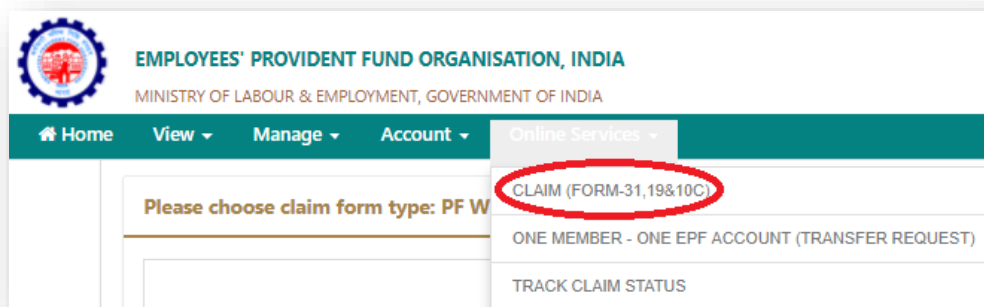 EMPLOYEES' PROVIDENT FUND ORGANISATION, INDIA
MINISTRY OF LABOUR & EMPLOYMENT, GOVERNMENT OF INDIA
Home View Manage Account Online Services
CLAIM (FORM-31,19&10C)
Please choose claim form type: PF W
ONE MEMBER - ONE EPF ACCOUNT (TRANSFER REQUEST)
TRACK CLAIM STATUS